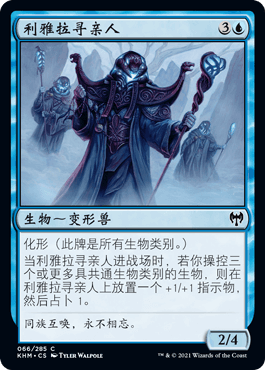 利雅拉寻亲人 3
生物～变形兽
化形（此牌是所有生物类别。）
当利雅拉寻亲人进战场时，若你操控三
个或更多具共通生物类别的生物，则在
利雅拉寻亲人上放置一个 +1/+1 指示物，
然后占卜 1。
同族互唤，永不相忘。
2/4
066/285 C
KHM • CS TYLER WALPOLE
™ & © 2021 Wizards of the Coast